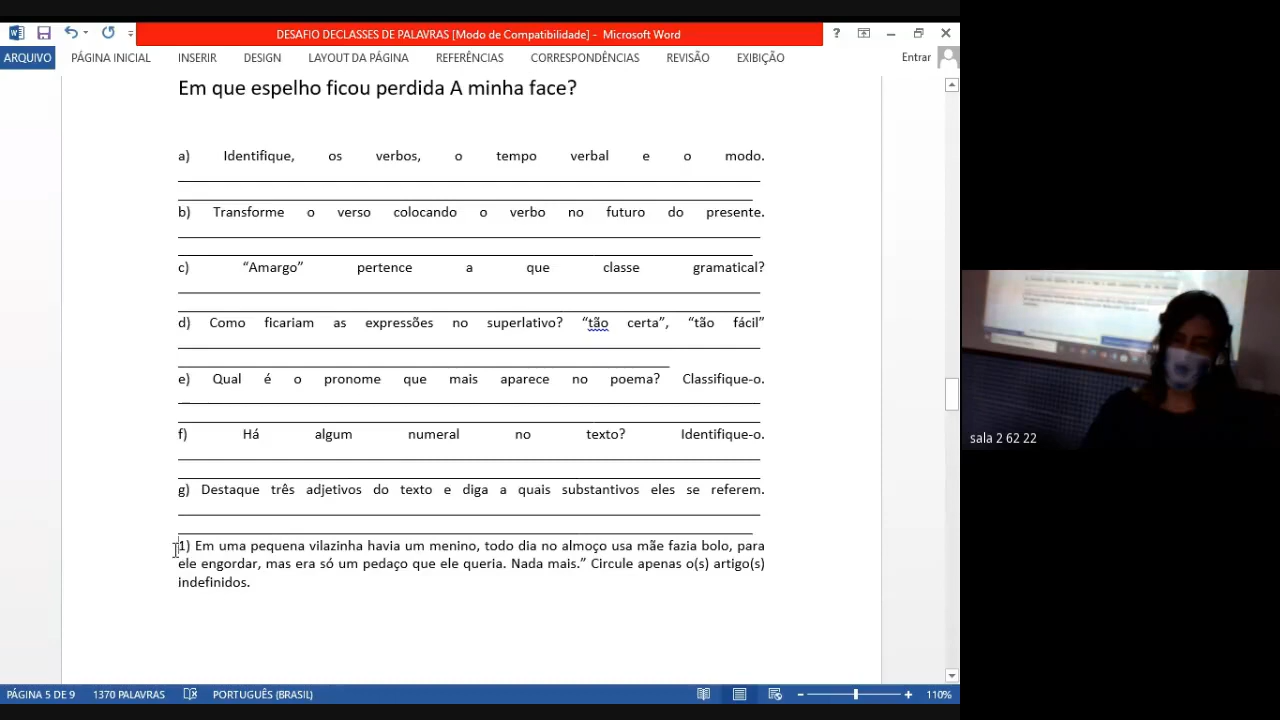 DESAFIO DECLASSES DE PALAVRAS [Modo de Compatibilidade] - Microsoft Word
ARQUIVO PÁGINA INICIAL INSERIR DESIGN LAYOUT DA PÁGINA REFERÊNCIAS CORRESPONDÊNCIAS REVISÃO EXIBIÇÃO Entrar
Em que espelho ficou perdida A minha face?
a) Identifique, os verbos, o tempo verbal e o modo.
b) Transforme o verso colocando o verbo no futuro do presente.
c) “Amargo” pertence a que classe gramatical?
d) Como ficariam as expressões no superlativo? “tão certa”, “tão fácil”
e) Qual é o pronome que mais aparece no poema? Classifique-o.
f) Há algum numeral no texto? Identifique-o.
g) Destaque três adjetivos do texto e diga a quais substantivos eles se referem.
1) Em uma pequena vilazinha havia um menino, todo dia no almoço usa mãe fazia bolo, para
ele engordar, mas era só um pedaço que ele queria. Nada mais.” Circule apenas o(s) artigo(s)
indefinidos.
sala 2 62 22
PÁGINA 5 DE 9 1370 PALAVRAS PORTUGUÊS (BRASIL) 110%